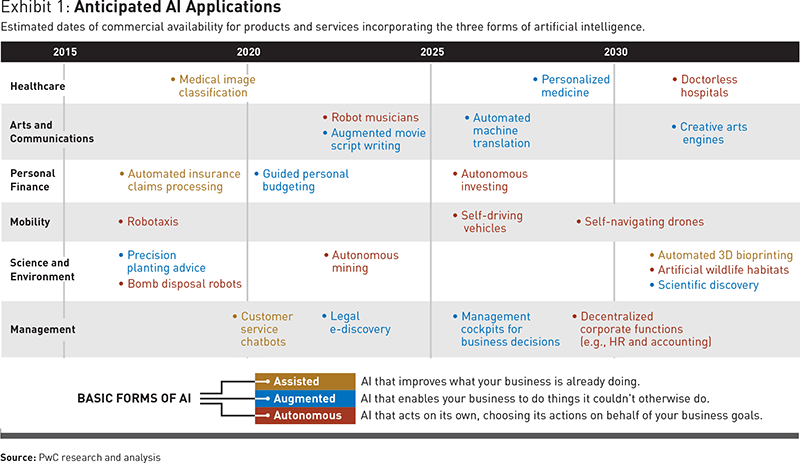 Exhibit 1: Anticipated AI Applications
Estimated dates of commercial availability for products and services incorporating the three forms of artificial intelligence.
2015 2020 2025 2030
Healthcare
• Medical image
classification
• Personalized
medicine
• Doctorless
hospitals
Arts and
Communications
• Robot musicians
• Augmented movie
script writing
• Automated
machine
translation
• Creative arts
engines
Personal
Finance
• Automated insurance
claims processing
• Guided personal
budgeting
• Autonomous
investing
Mobility
• Robotaxis
• Self-driving
vehicles
• Self-navigating drones
Science and
Environment
• Precision
planting advice
• Bomb disposal robots
• Autonomous
mining
• Automated 3D bioprinting
• Artificial wildlife habitats
• Scientific discovery
Management
• Customer
service
chatbots
• Legal
e-discovery
• Management
cockpits for
business decisions
• Decentralized
corporate functions
(e.g., HR and accounting)
BASIC FORMS OF AI
Assisted AI that improves what your business is already doing.
Augmented AI that enables your business to do things it couldn't otherwise do.
Autonomous AI that acts on its own, choosing its actions on behalf of your business goals.
Source: PwC research and analysis